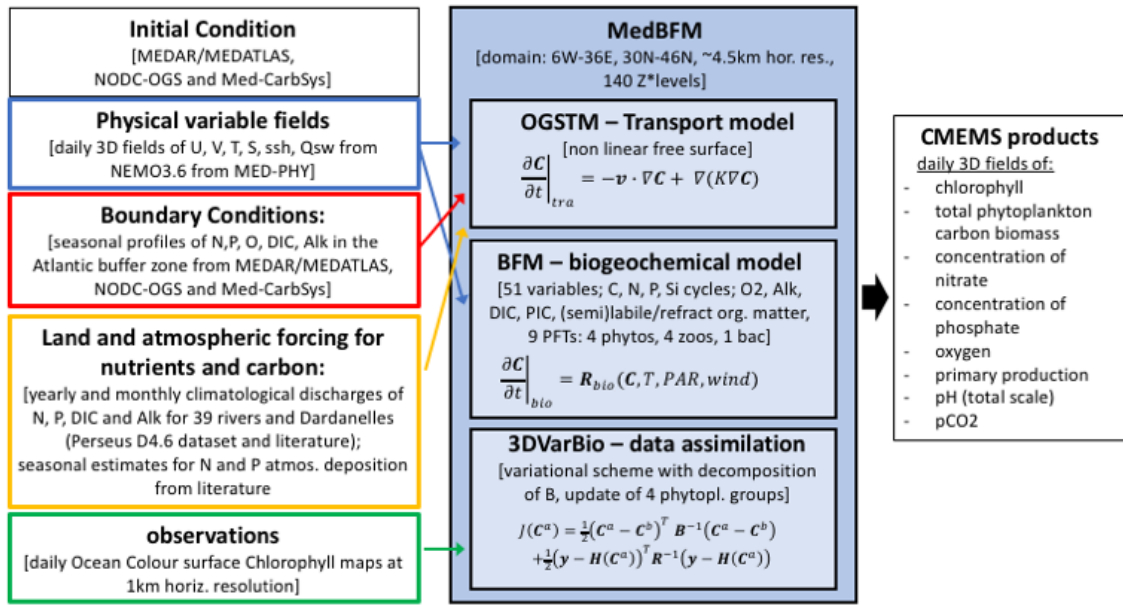 Initial Condition
[MEDAR/MEDATLAS,
NODC-OGS and Med-CarbSys]
Physical variable fields
[daily 3D fields of U, V, T, S, ssh, Qsw from
NEMO3.6 from MED-PHY]
Boundary Conditions:
[seasonal profiles of N,P, O, DIC, Alk in the
Atlantic buffer zone from MEDAR/MEDATLAS,
NODC-OGS and Med-CarbSys]
Land and atmospheric forcing for
nutrients and carbon:
[yearly and monthly climatological discharges of
N, P, DIC and Alk for 39 rivers and Dardanelles
(Perseus D4.6 dataset and literature);
seasonal estimates for N and P atmos. deposition
from literature
observations
[daily Ocean Colour surface Chlorophyll maps at
1km horiz. resolution]
MedBFM
[domain: 6W-36E, 30N-46N, ~4.5km hor. res.,
140 Z*levels]
OGSTM – Transport model
[non linear free surface]
∂C/∂t|tra = −v · ∇C + ∇(K∇C)
BFM – biogeochemical model
[51 variables; C, N, P, Si cycles; O2, Alk,
DIC, PIC, (semi)labile/refract org. matter,
9 PFTs: 4 phytos, 4 zoos, 1 bac]
∂C/∂t|bio = R_bio(C, T, PAR, wind)
3DVarBio – data assimilation
[variational scheme with decomposition
of B, update of 4 phytopl. groups]
J(Cᵃ) = ½(Cᵃ − Cᵇ)ᵀ B⁻¹(Cᵃ − Cᵇ)
+½(y − H(Cᵃ))ᵀ R⁻¹(y − H(Cᵃ))
CMEMS products
daily 3D fields of:
- chlorophyll
- total phytoplankton
carbon biomass
- concentration of
nitrate
- concentration of
phosphate
- oxygen
- primary production
- pH (total scale)
- pCO2